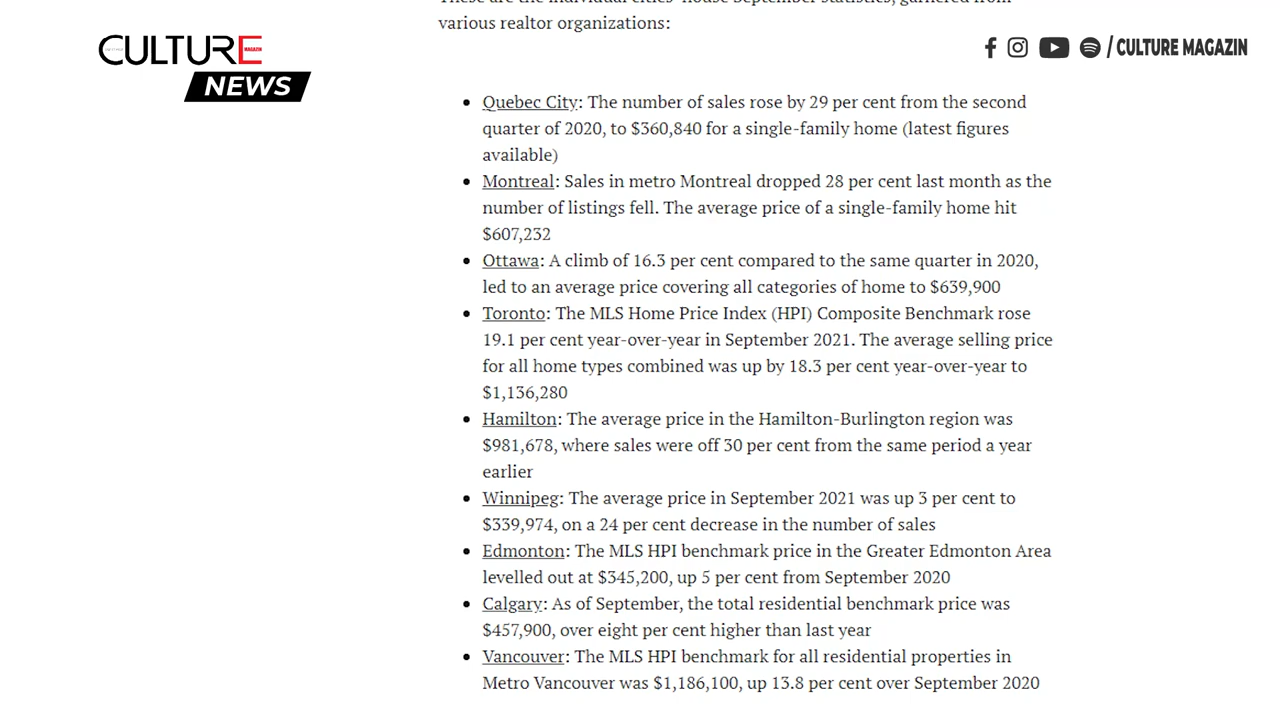 These are the individual cities' house September statistics, garnered from
various realtor organizations:
CULTURE
MAGAZIN
NEWS
/ CULTURE MAGAZIN
• Quebec City: The number of sales rose by 29 per cent from the second
quarter of 2020, to $360,840 for a single-family home (latest figures
available)
• Montreal: Sales in metro Montreal dropped 28 per cent last month as the
number of listings fell. The average price of a single-family home hit
$607,232
• Ottawa: A climb of 16.3 per cent compared to the same quarter in 2020,
led to an average price covering all categories of home to $639,900
• Toronto: The MLS Home Price Index (HPI) Composite Benchmark rose
19.1 per cent year-over-year in September 2021. The average selling price
for all home types combined was up by 18.3 per cent year-over-year to
$1,136,280
• Hamilton: The average price in the Hamilton-Burlington region was
$981,678, where sales were off 30 per cent from the same period a year
earlier
• Winnipeg: The average price in September 2021 was up 3 per cent to
$339,974, on a 24 per cent decrease in the number of sales
• Edmonton: The MLS HPI benchmark price in the Greater Edmonton Area
levelled out at $345,200, up 5 per cent from September 2020
• Calgary: As of September, the total residential benchmark price was
$457,900, over eight per cent higher than last year
• Vancouver: The MLS HPI benchmark for all residential properties in
Metro Vancouver was $1,186,100, up 13.8 per cent over September 2020